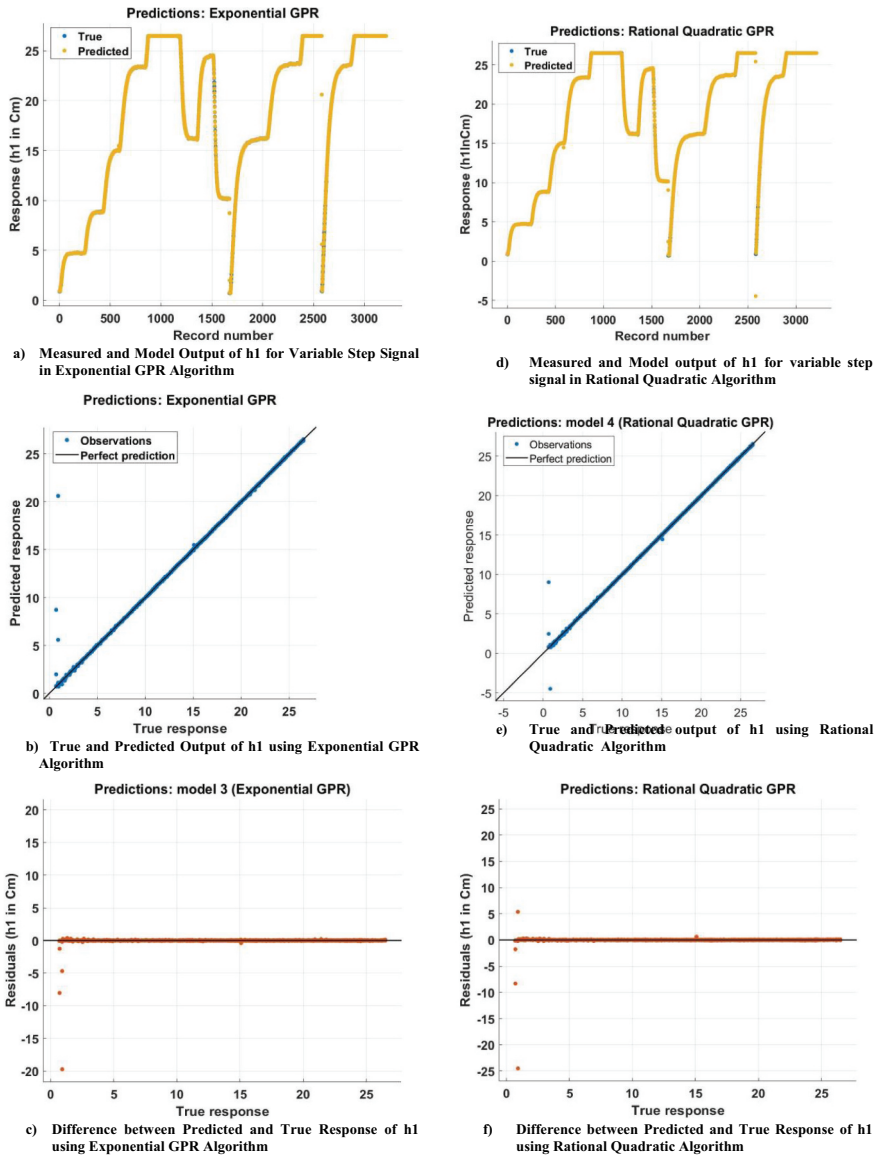 Predictions: Exponential GPR
True
Predicted
Response (h1 in Cm)
25
20
15
10
5
0
0 500 1000 1500 2000 2500 3000
Record number
a) Measured and Model Output of h1 for Variable Step Signal
in Exponential GPR Algorithm
Predictions: Rational Quadratic GPR
True
Predicted
Response (h1InCm)
25
20
15
10
5
0
-5
0 500 1000 1500 2000 2500 3000
Record number
d) Measured and Model output of h1 for variable step
signal in Rational Quadratic Algorithm
Predictions: Exponential GPR
Observations
Perfect prediction
Predicted response
25
20
15
10
5
0
0 5 10 15 20 25
True response
b) True and Predicted Output of h1 using Exponential GPR
Algorithm
Predictions: model 4 (Rational Quadratic GPR)
Observations
Perfect prediction
Predicted response
25
20
15
10
5
0
-5
-5 0 5 10 15 20 25
True response
e) True and Predicted output of h1 using Rational
Quadratic Algorithm
Predictions: model 3 (Exponential GPR)
Residuals (h1 in Cm)
20
15
10
5
0
-5
-10
-15
-20
0 5 10 15 20 25
True response
c) Difference between Predicted and True Response of h1
using Exponential GPR Algorithm
Predictions: Rational Quadratic GPR
Residuals (h1 in Cm)
25
20
15
10
5
0
-5
-10
-15
-20
-25
0 5 10 15 20 25
True response
f) Difference between Predicted and True Response of h1
using Rational Quadratic Algorithm